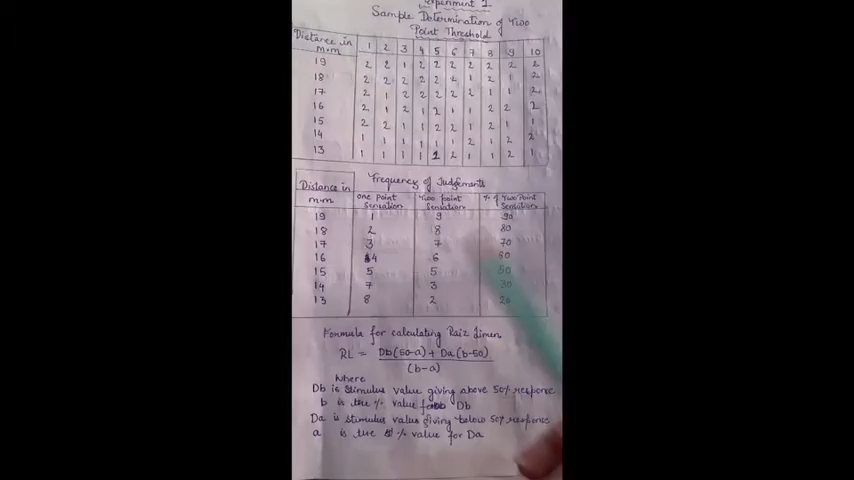 Experiment 1
Sample Determination of Two
Point Threshold
Distance in m.m 1 2 3 4 5 6 7 8 9 10
19 2 2 1 2 2 2 2 2 2 2
18 2 2 2 2 2 2 1 2 1 2
17 2 1 2 2 2 2 2 1 1 2
16 2 1 2 1 2 1 1 2 2 2
15 2 2 1 1 2 2 1 2 1 1
14 1 1 1 1 1 1 2 1 2 2
13 1 1 1 1 2 1 1 2 1
Frequency of Judgements
Distance in m.m one point Sensation Two point Sensation % of Two Point Sensation
19 1 9 90
18 2 8 80
17 3 7 70
16 4 6 60
15 5 5 50
14 7 3 30
13 8 2 20
Formula for calculating Raiz Limen
RL = Db(50-a) + Da(b-50)
(b-a)
Where
Db is stimulus value giving above 50% response
b is the % value for Db
Da is stimulus value giving below 50% response
a is the % value for Da